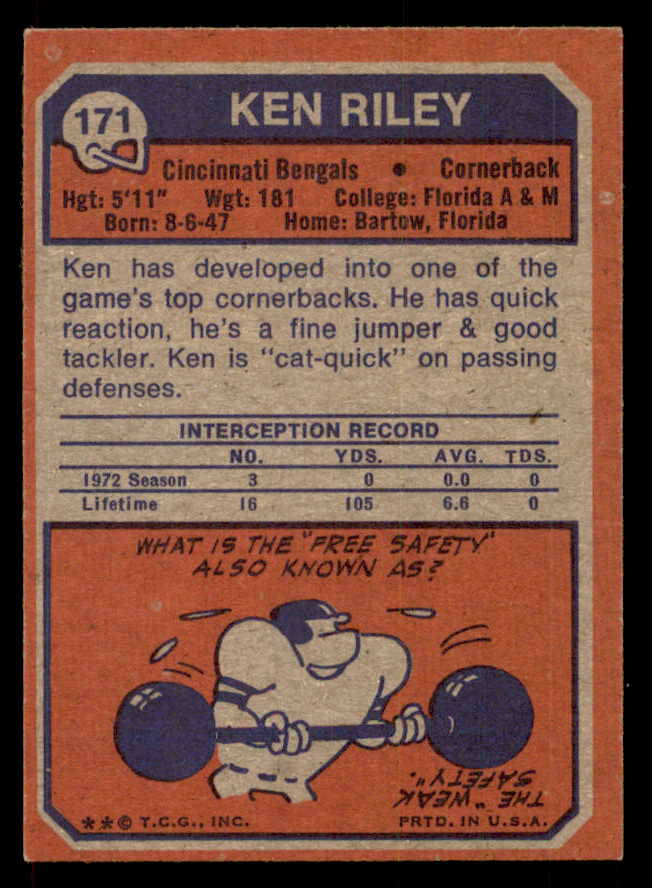 171
KEN RILEY
Cincinnati Bengals • Cornerback
Hgt: 5'11" Wgt: 181 College: Florida A & M
Born: 8-6-47 Home: Bartow, Florida
Ken has developed into one of the
game's top cornerbacks. He has quick
reaction, he's a fine jumper & good
tackler. Ken is "cat-quick" on passing
defenses.
INTERCEPTION RECORD
NO. YDS. AVG. TDS.
1972 Season 3 0 0.0 0
Lifetime 16 105 6.6 0
WHAT IS THE "FREE SAFETY"
ALSO KNOWN AS?
THE "WEAK
SAFETY".
**© T.C.G., INC. PRTD. IN U.S.A.